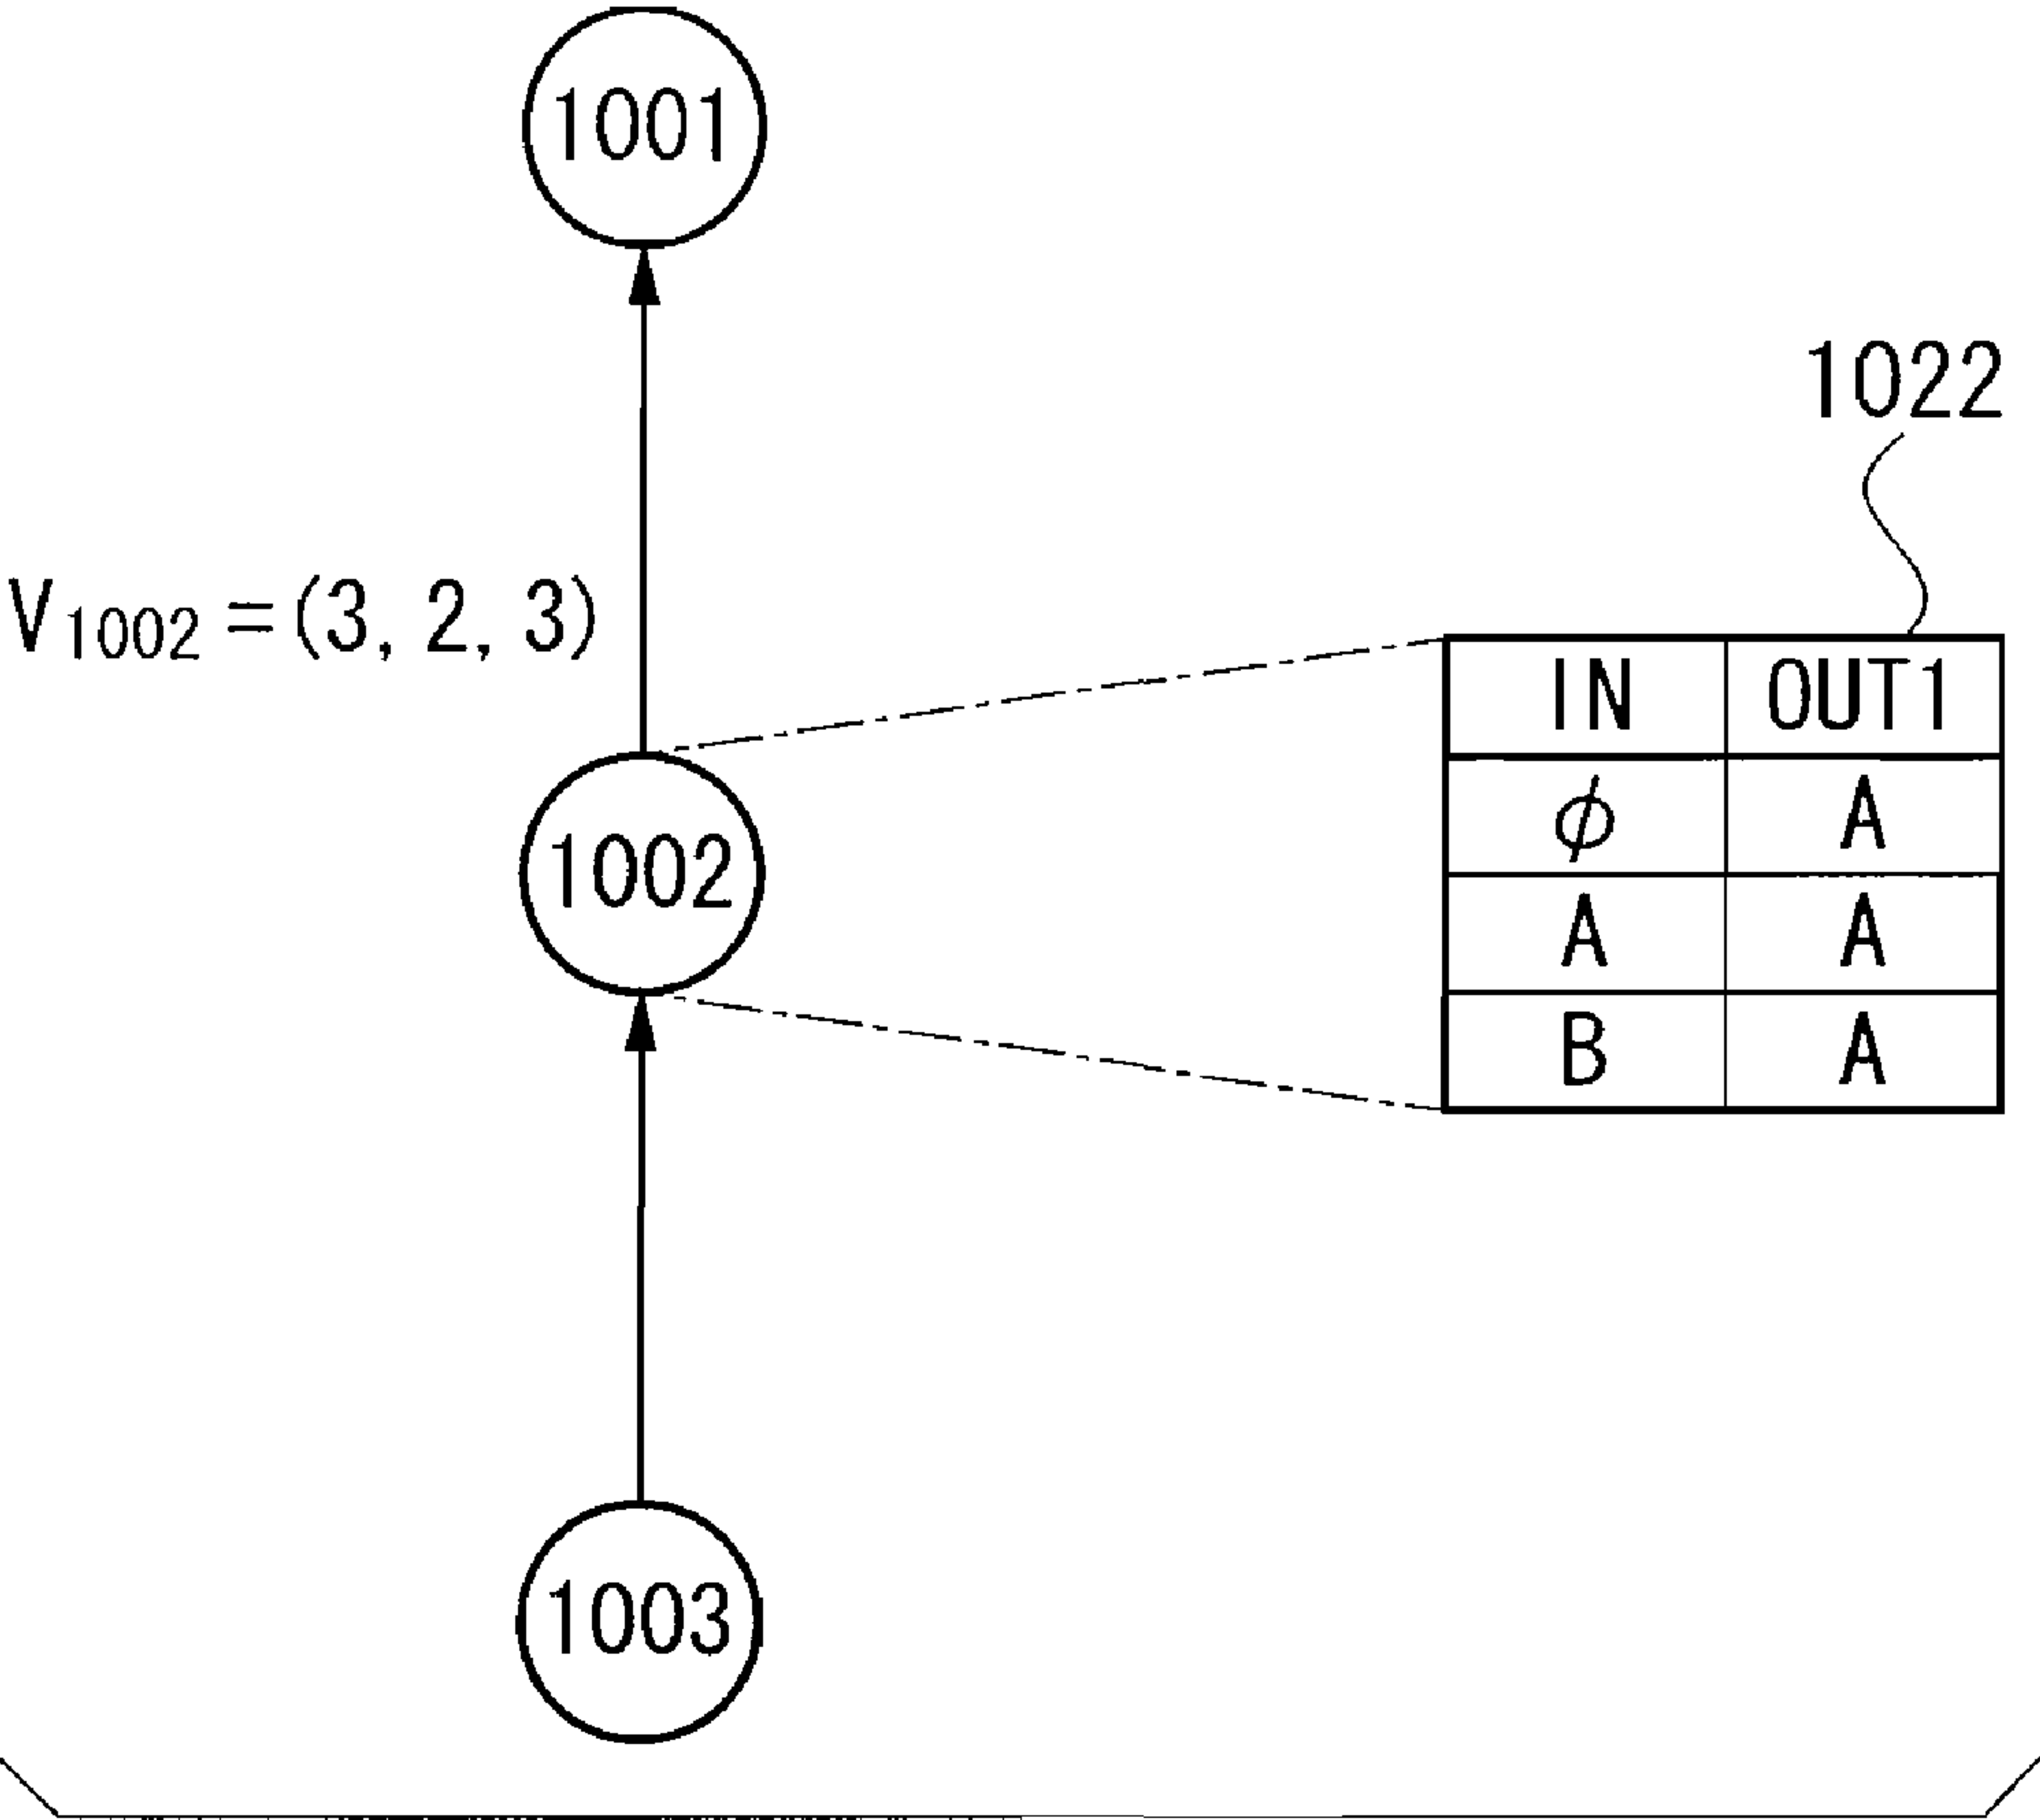 1001
1022
V1002=(3, 2, 3)
IN OUT1
φ A
1002
A A
B A
1003